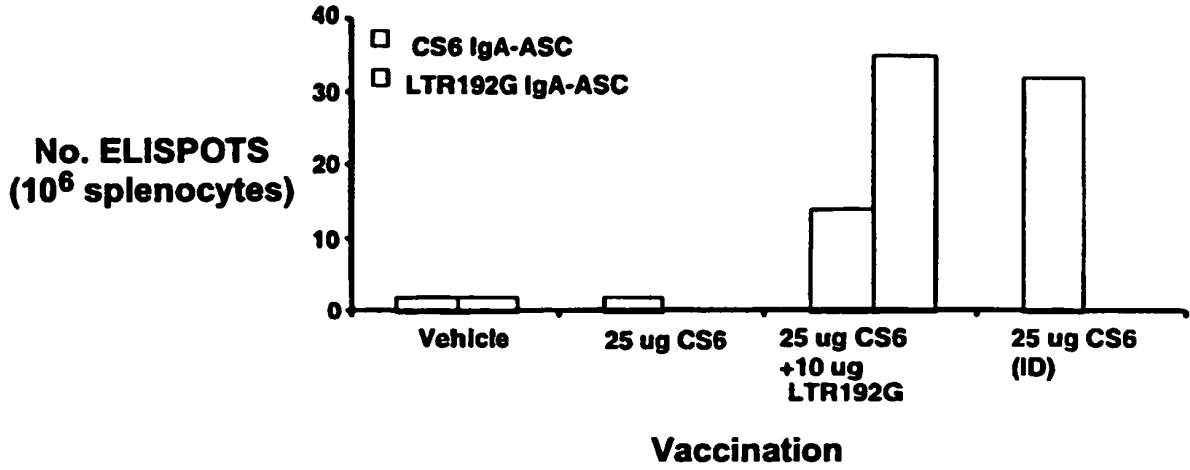 40
30
20
10
0
No. ELISPOTS
(10⁶ splenocytes)
CS6 IgA-ASC
LTR192G IgA-ASC
Vehicle
25 ug CS6
25 ug CS6
+10 ug
LTR192G
25 ug CS6
(ID)
Vaccination